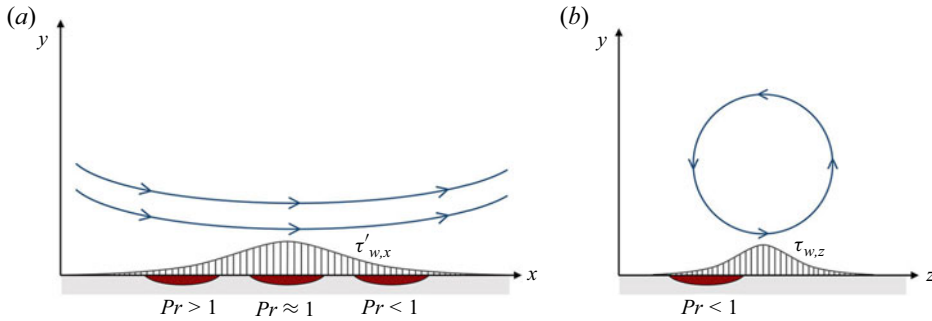 (a)
y
τ′w,x
x
Pr > 1
Pr ≈ 1
Pr < 1
(b)
y
τw,z
z
Pr < 1